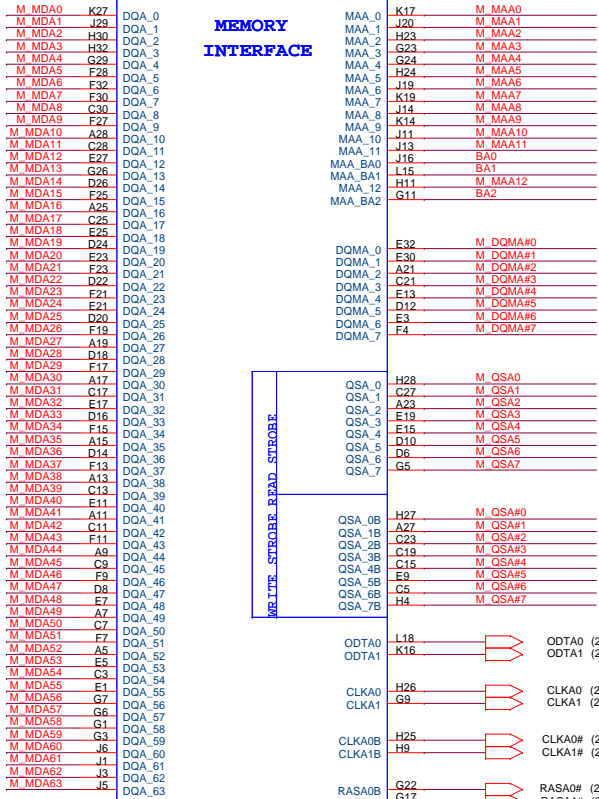 M_MDA0 K27 DQA_0
M_MDA1 J29 DQA_1
M_MDA2 H30 DQA_2
M_MDA3 H32 DQA_3
M_MDA4 G29 DQA_4
M_MDA5 F28 DQA_5
M_MDA6 F32 DQA_6
M_MDA7 F30 DQA_7
M_MDA8 C30 DQA_8
M_MDA9 F27 DQA_9
M_MDA10 A28 DQA_10
M_MDA11 C28 DQA_11
M_MDA12 E27 DQA_12
M_MDA13 G26 DQA_13
M_MDA14 D26 DQA_14
M_MDA15 F25 DQA_15
M_MDA16 A25 DQA_16
M_MDA17 C25 DQA_17
M_MDA18 E25 DQA_18
M_MDA19 D24 DQA_19
M_MDA20 E23 DQA_20
M_MDA21 F23 DQA_21
M_MDA22 D22 DQA_22
M_MDA23 F21 DQA_23
M_MDA24 E21 DQA_24
M_MDA25 D20 DQA_25
M_MDA26 F19 DQA_26
M_MDA27 A19 DQA_27
M_MDA28 D18 DQA_28
M_MDA29 F17 DQA_29
M_MDA30 A17 DQA_30
M_MDA31 C17 DQA_31
M_MDA32 E17 DQA_32
M_MDA33 D16 DQA_33
M_MDA34 F15 DQA_34
M_MDA35 A15 DQA_35
M_MDA36 D14 DQA_36
M_MDA37 F13 DQA_37
M_MDA38 A13 DQA_38
M_MDA39 C13 DQA_39
M_MDA40 E11 DQA_40
M_MDA41 A11 DQA_41
M_MDA42 C11 DQA_42
M_MDA43 F11 DQA_43
M_MDA44 A9 DQA_44
M_MDA45 C9 DQA_45
M_MDA46 F9 DQA_46
M_MDA47 D8 DQA_47
M_MDA48 E7 DQA_48
M_MDA49 A7 DQA_49
M_MDA50 C7 DQA_50
M_MDA51 F7 DQA_51
M_MDA52 A5 DQA_52
M_MDA53 E5 DQA_53
M_MDA54 C3 DQA_54
M_MDA55 E1 DQA_55
M_MDA56 G7 DQA_56
M_MDA57 G6 DQA_57
M_MDA58 G1 DQA_58
M_MDA59 G3 DQA_59
M_MDA60 J6 DQA_60
M_MDA61 J1 DQA_61
M_MDA62 J3 DQA_62
M_MDA63 J5 DQA_63
MEMORY
INTERFACE
MAA_0 K17 M_MAA0
MAA_1 J20 M_MAA1
MAA_2 H23 M_MAA2
MAA_3 G23 M_MAA3
MAA_4 G24 M_MAA4
MAA_5 H24 M_MAA5
MAA_6 J19 M_MAA6
MAA_7 K19 M_MAA7
MAA_8 J14 M_MAA8
MAA_9 K14 M_MAA9
MAA_10 J11 M_MAA10
MAA_11 J13 M_MAA11
MAA_BA0 J16 BA0
MAA_BA1 L15 BA1
MAA_12 H11 M_MAA12
MAA_BA2 G11 BA2
DQMA_0 E32 M_DQMA#0
DQMA_1 E30 M_DQMA#1
DQMA_2 A21 M_DQMA#2
DQMA_3 C21 M_DQMA#3
DQMA_4 E13 M_DQMA#4
DQMA_5 D12 M_DQMA#5
DQMA_6 E3 M_DQMA#6
DQMA_7 F4 M_DQMA#7
WRITE STROBE READ STROBE
QSA_0 H28 M_QSA0
QSA_1 C27 M_QSA1
QSA_2 A23 M_QSA2
QSA_3 E19 M_QSA3
QSA_4 E15 M_QSA4
QSA_5 D10 M_QSA5
QSA_6 D6 M_QSA6
QSA_7 G5 M_QSA7
QSA_0B H27 M_QSA#0
QSA_1B A27 M_QSA#1
QSA_2B C23 M_QSA#2
QSA_3B C19 M_QSA#3
QSA_4B C15 M_QSA#4
QSA_5B E9 M_QSA#5
QSA_6B C5 M_QSA#6
QSA_7B H4 M_QSA#7
ODTA0 L18 ODTA0 (2
ODTA1 K16 ODTA1 (2
CLKA0 H26 CLKA0 (2
CLKA1 G9 CLKA1 (2
CLKA0B H25 CLKA0# (2
CLKA1B H9 CLKA1# (2
RASA0B G22 RASA0# (2
G17 RASA1# (2